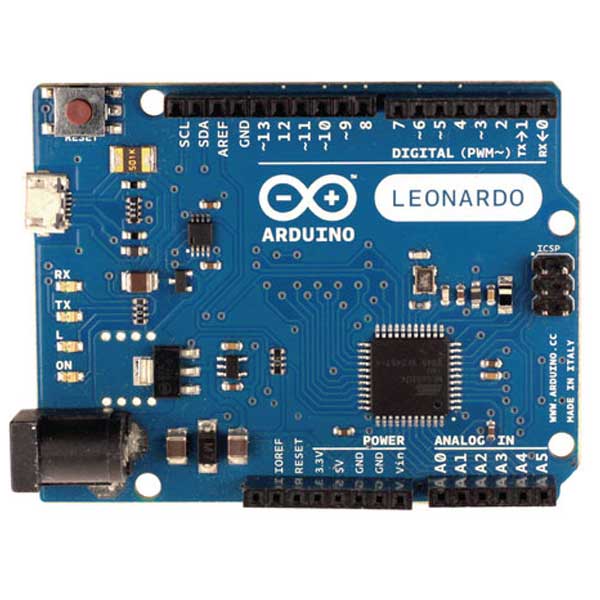 RESET
501K
SCL
SDA
AREF
GND
~13
12
~11
~10
~9
8
7
~6
~5
4
~3
2
TX→1
RX←0
DIGITAL (PWM~)
ARDUINO
™
LEONARDO
ICSP
RX
TX
L
ON
WWW.ARDUINO.CC
MADE IN ITALY
POWER
ANALOG IN
IOREF
RESET
3.3V
5V
GND
GND
Vin
A0
A1
A2
A3
A4
A5